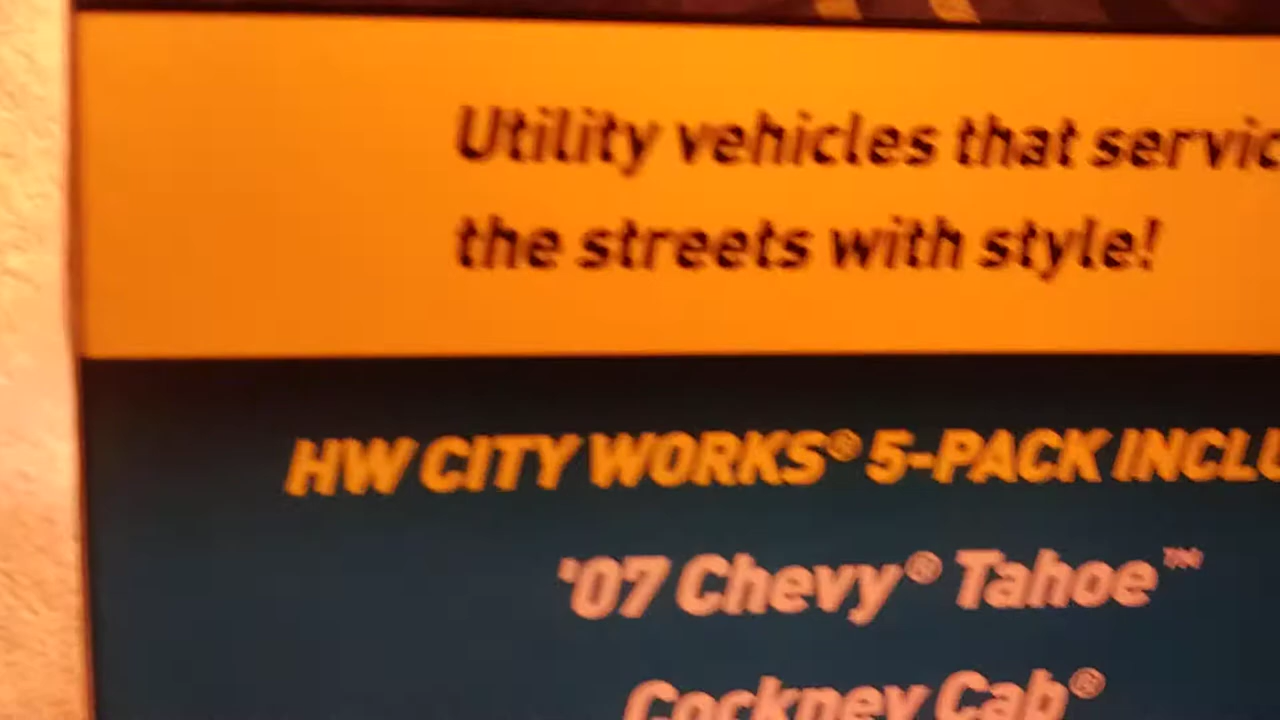 Utility vehicles that servic
the streets with style!
HW CITY WORKS® 5-PACK INCLU
'07 Chevy® Tahoe™
Cockney Cab®